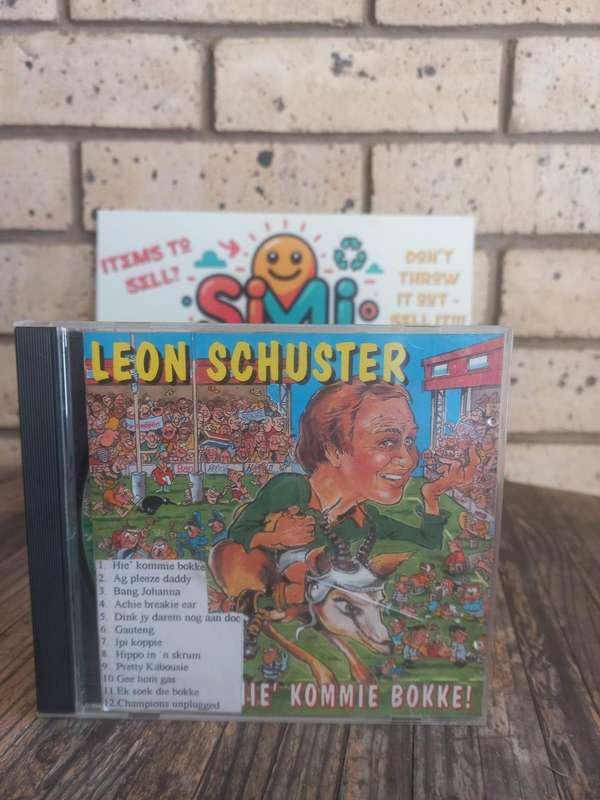 ITEMS TO
SELL?
SiMi
DON'T
THROW
IT OUT -
SELL IT!!!
LEON SCHUSTER
1. Hie' kommie bokke
2. Ag pleeze daddy
3. Bang Johanna
4. Achie breakie ear
5. Dink jy darem nog aan doc
6. Gauteng
7. Ipi koppie
8. Hippo in 'n skrum
9. Pretty Kabousie
10 Gee hom gas
11.Ek soek die bokke
12.Champions unplugged
HIE' KOMMIE BOKKE!